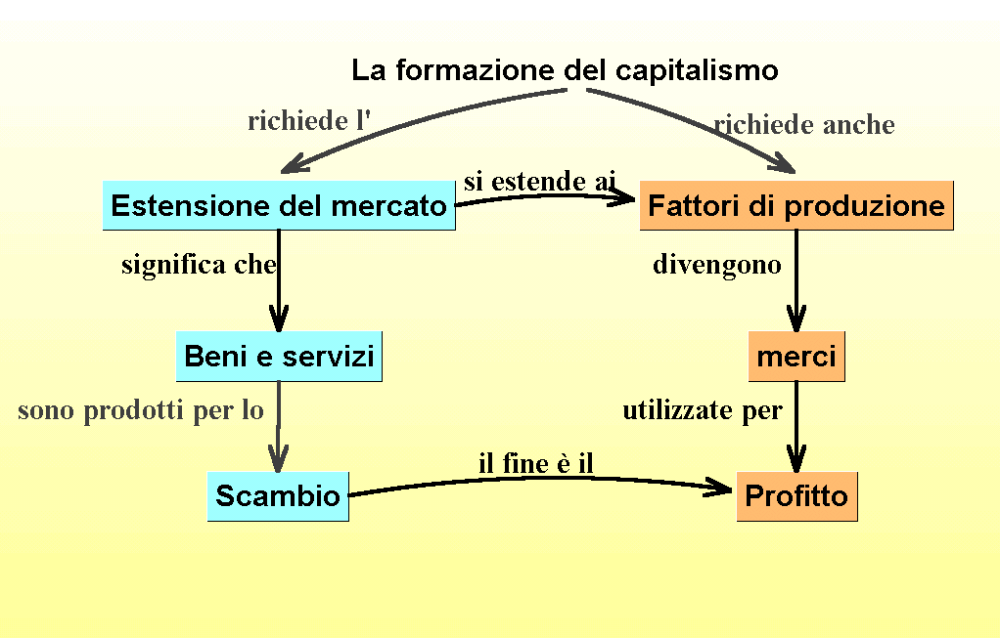 La formazione del capitalismo
richiede l'
richiede anche
Estensione del mercato
si estende ai
Fattori di produzione
significa che
divengono
Beni e servizi
merci
sono prodotti per lo
utilizzate per
Scambio
il fine è il
Profitto